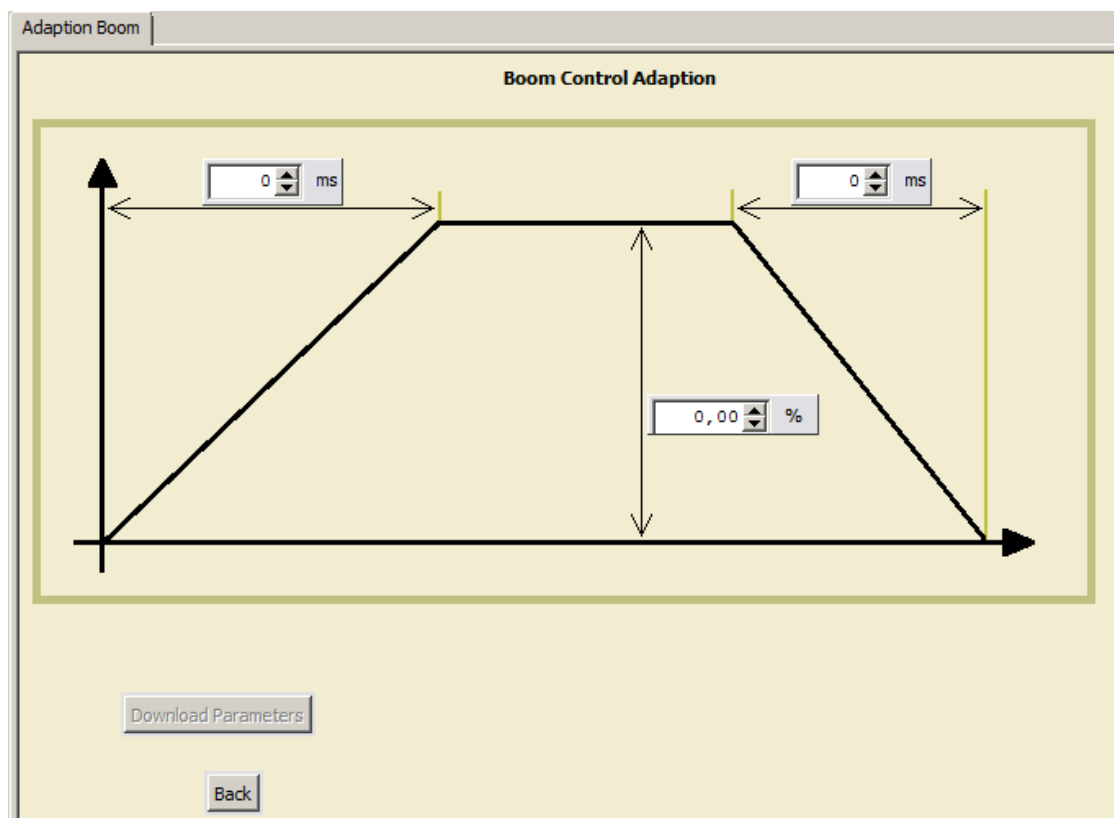 Adaption Boom
Boom Control Adaption
0 ms
0 ms
0,00 %
Download Parameters
Back